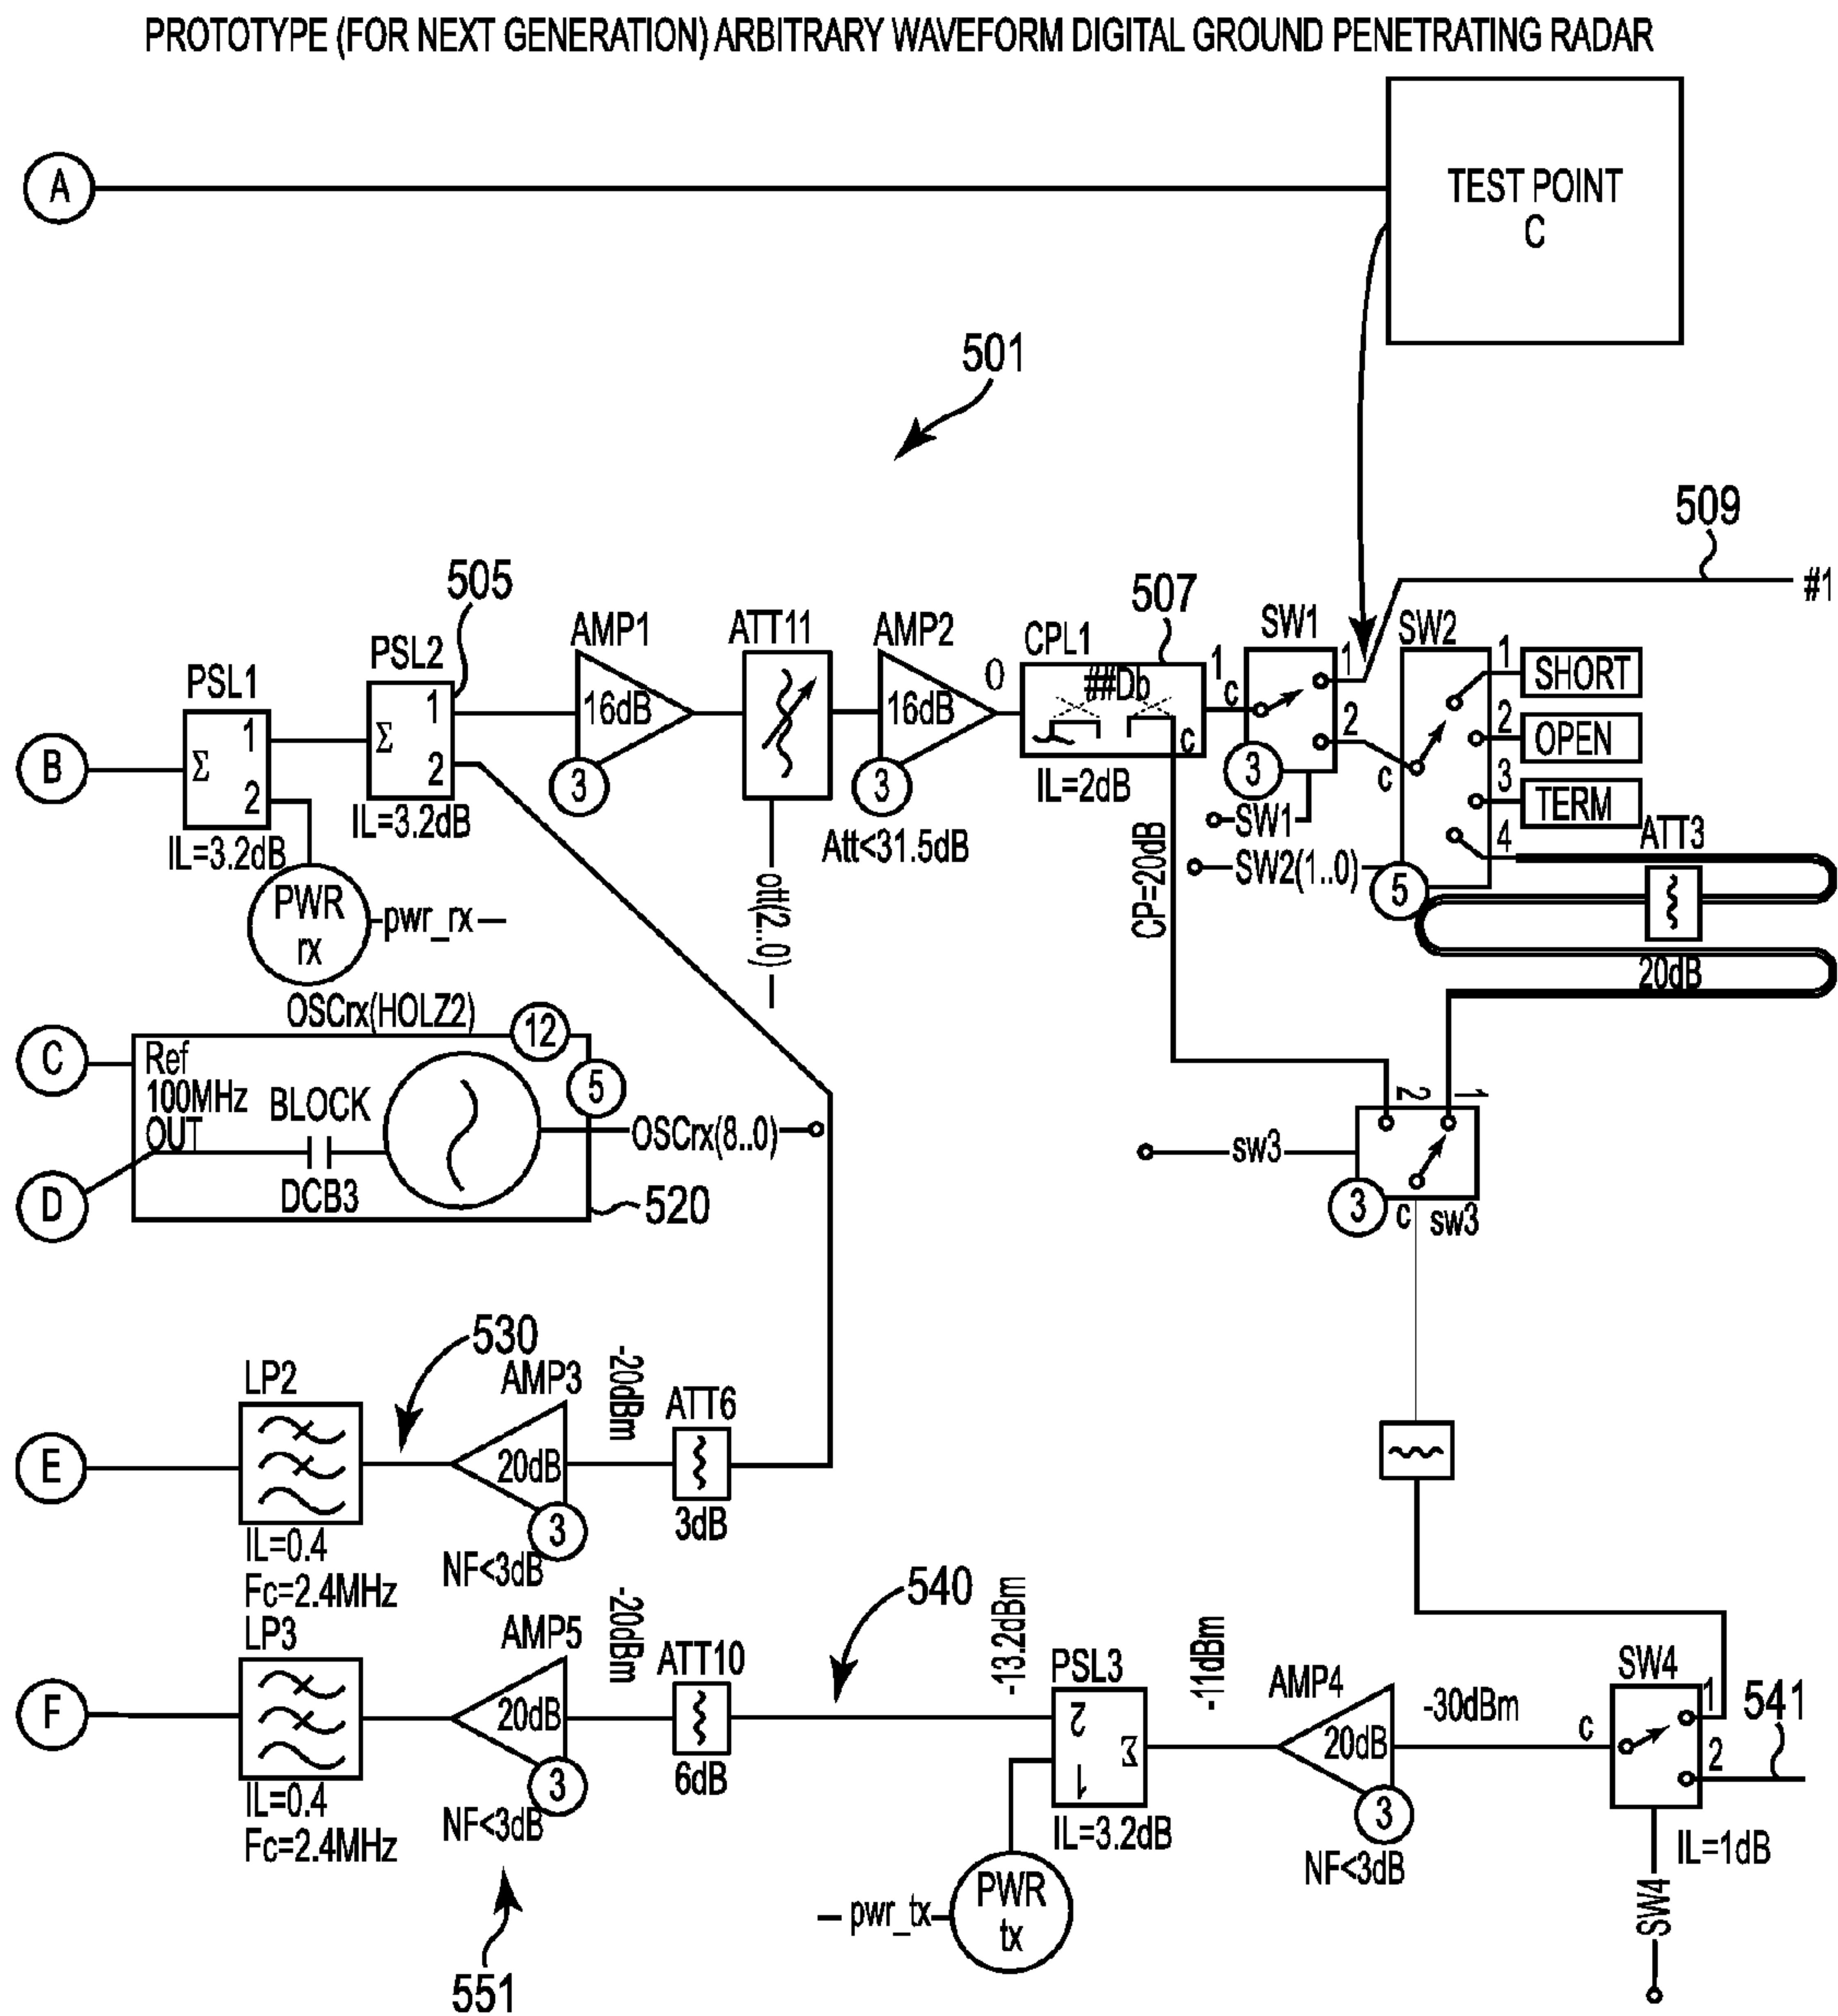 PROTOTYPE (FOR NEXT GENERATION) ARBITRARY WAVEFORM DIGITAL GROUND PENETRATING RADAR
A
TEST POINT
C
501
509
#1
505
507
PSL1
Σ
1
2
IL=3.2dB
B
PSL2
Σ
1
2
IL=3.2dB
AMP1
16dB
3
ATT11
att(2..0)
AMP2
16dB
3
Att<31.5dB
0
CPL1
##Db
c
IL=2dB
CP=20dB
1
SW1
c
1
2
3
SW1
SW2
c
1
2
3
4
SHORT
OPEN
TERM
SW2(1..0)
5
ATT3
20dB
PWR
rx
pwr_rx
OSCrx(HOLZ2)
12
5
C
Ref
100MHz
OUT
BLOCK
DCB3
D
OSCrx(8..0)
520
2
1
sw3
3
c
sw3
530
LP2
E
IL=0.4
Fc=2.4MHz
AMP3
20dB
3
NF<3dB
-20dBm
ATT6
3dB
540
LP3
F
IL=0.4
Fc=2.4MHz
AMP5
20dB
3
NF<3dB
-20dBm
ATT10
6dB
-13.2dBm
PSL3
2
1
Σ
IL=3.2dB
-11dBm
AMP4
20dB
3
NF<3dB
-30dBm
SW4
c
1
2
541
IL=1dB
SW4
pwr_tx
PWR
tx
551